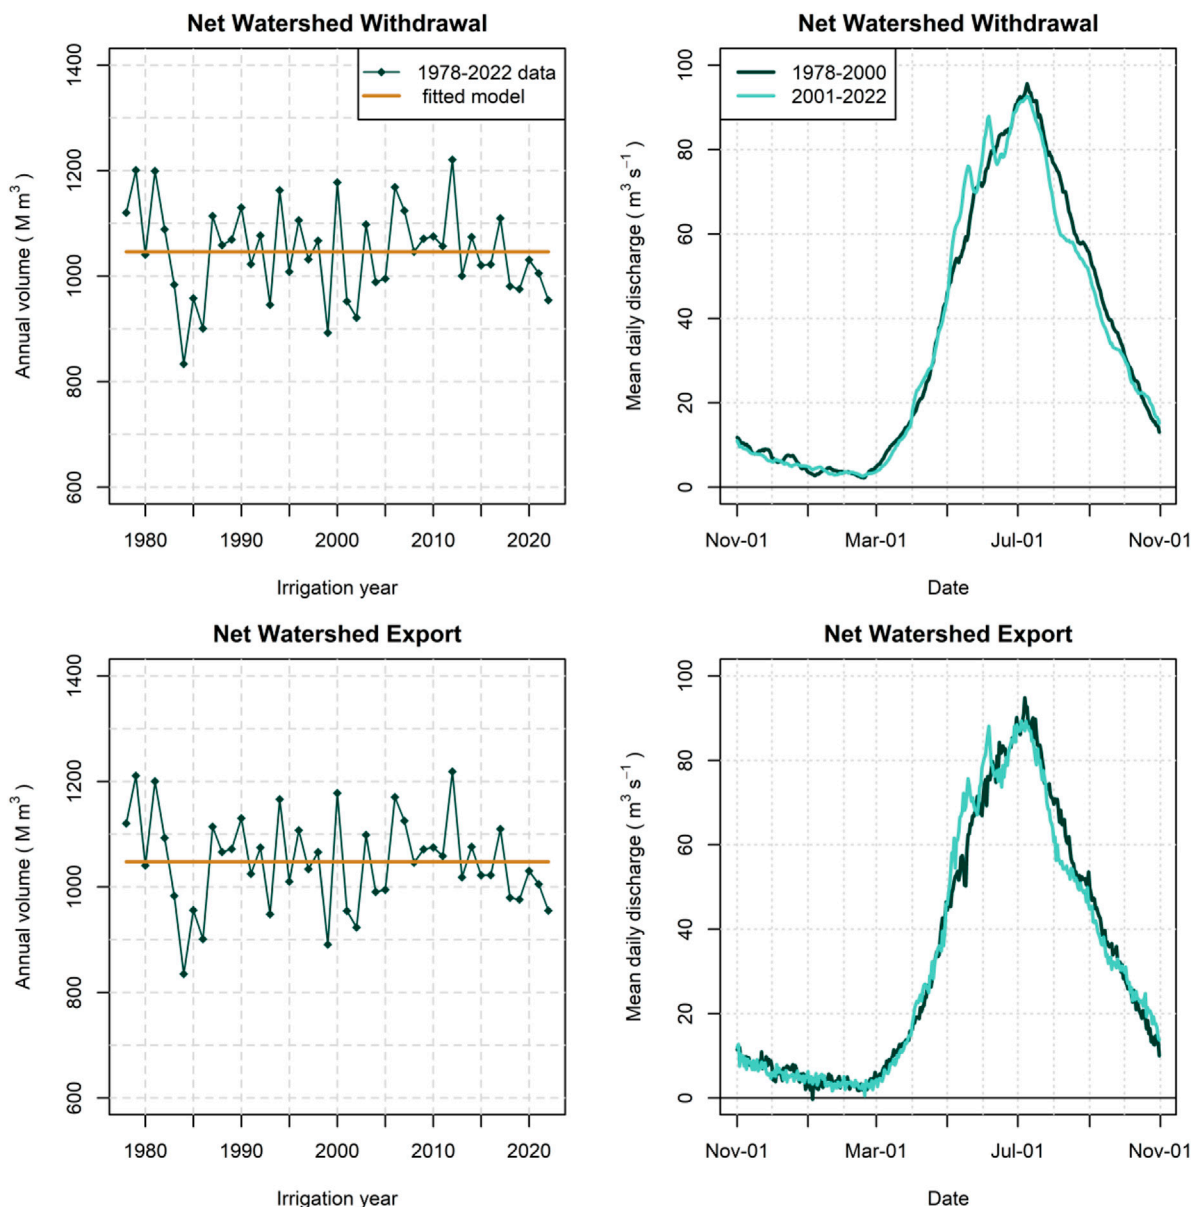 Net Watershed Withdrawal
Annual volume ( M m³ )
1400
1200
1000
800
600
1978-2022 data
fitted model
1980
1990
2000
2010
2020
Irrigation year
Net Watershed Withdrawal
Mean daily discharge ( m³ s⁻¹ )
100
80
60
40
20
0
1978-2000
2001-2022
Nov-01
Mar-01
Jul-01
Nov-01
Date
Net Watershed Export
Annual volume ( M m³ )
1400
1200
1000
800
600
1980
1990
2000
2010
2020
Irrigation year
Net Watershed Export
Mean daily discharge ( m³ s⁻¹ )
100
80
60
40
20
0
Nov-01
Mar-01
Jul-01
Nov-01
Date